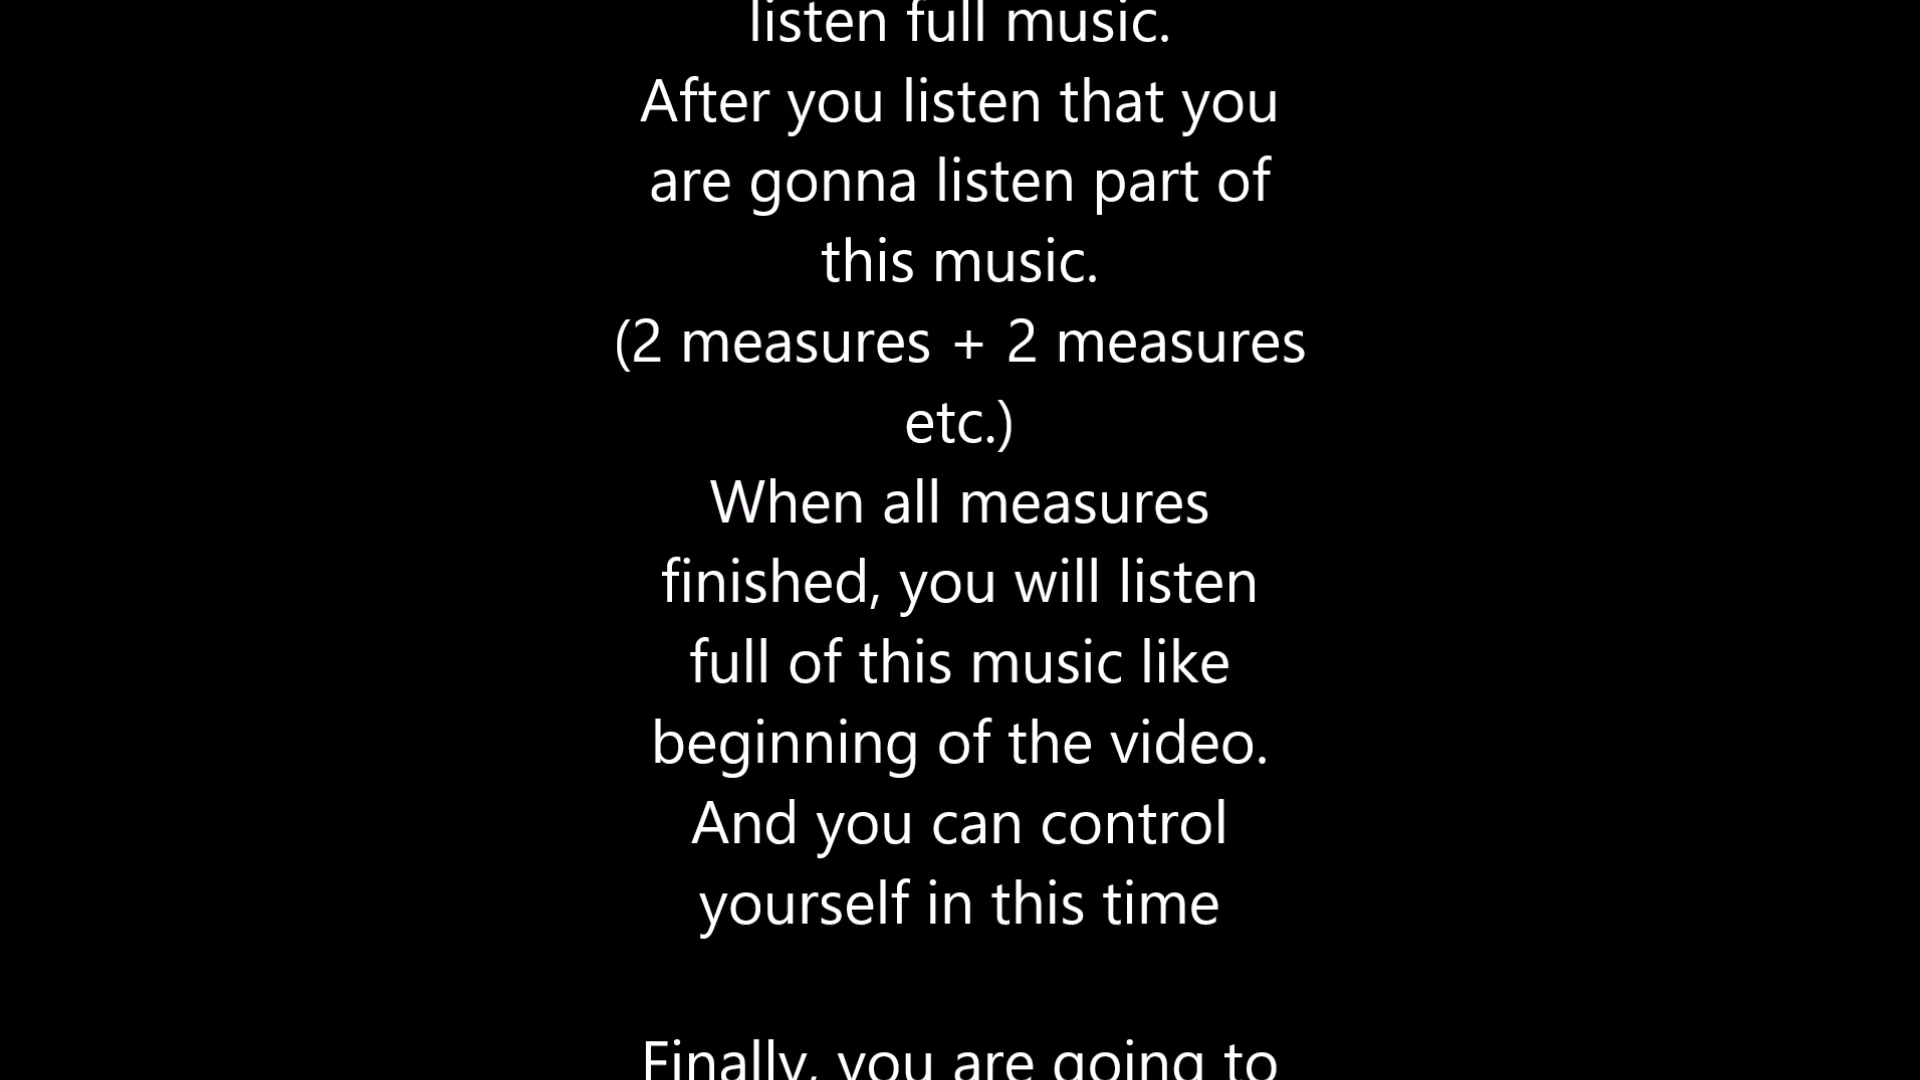 listen full music.
After you listen that you
are gonna listen part of
this music.
(2 measures + 2 measures
etc.)
When all measures
finished, you will listen
full of this music like
beginning of the video.
And you can control
yourself in this time
Finally, you are going to